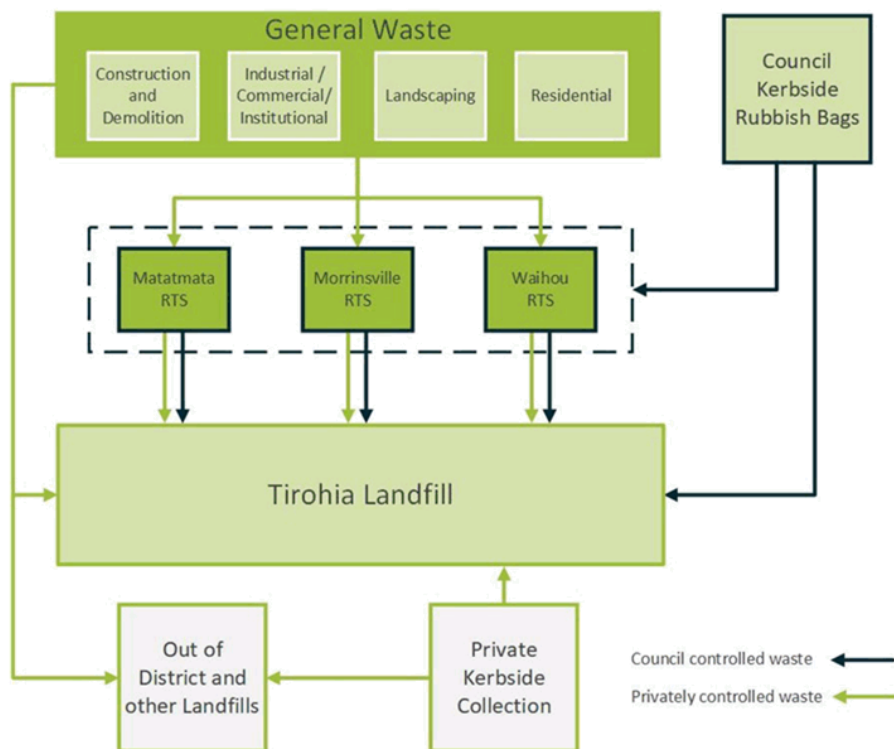 General Waste
Construction
and
Demolition
Industrial /
Commercial/
Institutional
Landscaping
Residential
Council
Kerbside
Rubbish Bags
Matatmata
RTS
Morrinsville
RTS
Waihou
RTS
Tirohia Landfill
Out of
District and
other Landfills
Private
Kerbside
Collection
Council controlled waste
Privately controlled waste